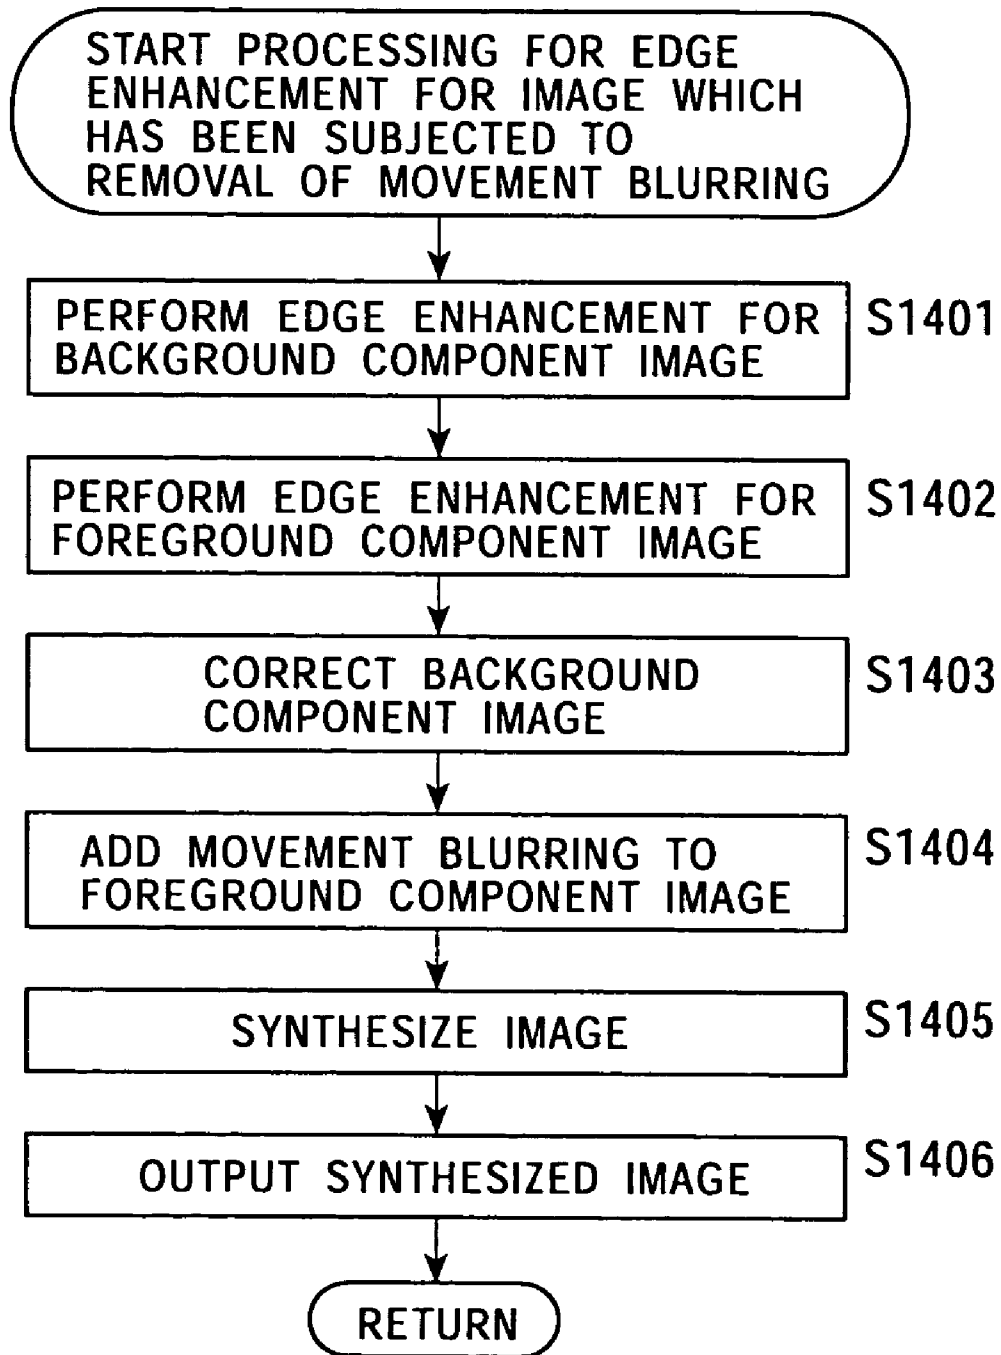 START PROCESSING FOR EDGE
ENHANCEMENT FOR IMAGE WHICH
HAS BEEN SUBJECTED TO
REMOVAL OF MOVEMENT BLURRING
PERFORM EDGE ENHANCEMENT FOR
BACKGROUND COMPONENT IMAGE
S1401
PERFORM EDGE ENHANCEMENT FOR
FOREGROUND COMPONENT IMAGE
S1402
CORRECT BACKGROUND
COMPONENT IMAGE
S1403
ADD MOVEMENT BLURRING TO
FOREGROUND COMPONENT IMAGE
S1404
SYNTHESIZE IMAGE
S1405
OUTPUT SYNTHESIZED IMAGE
S1406
RETURN